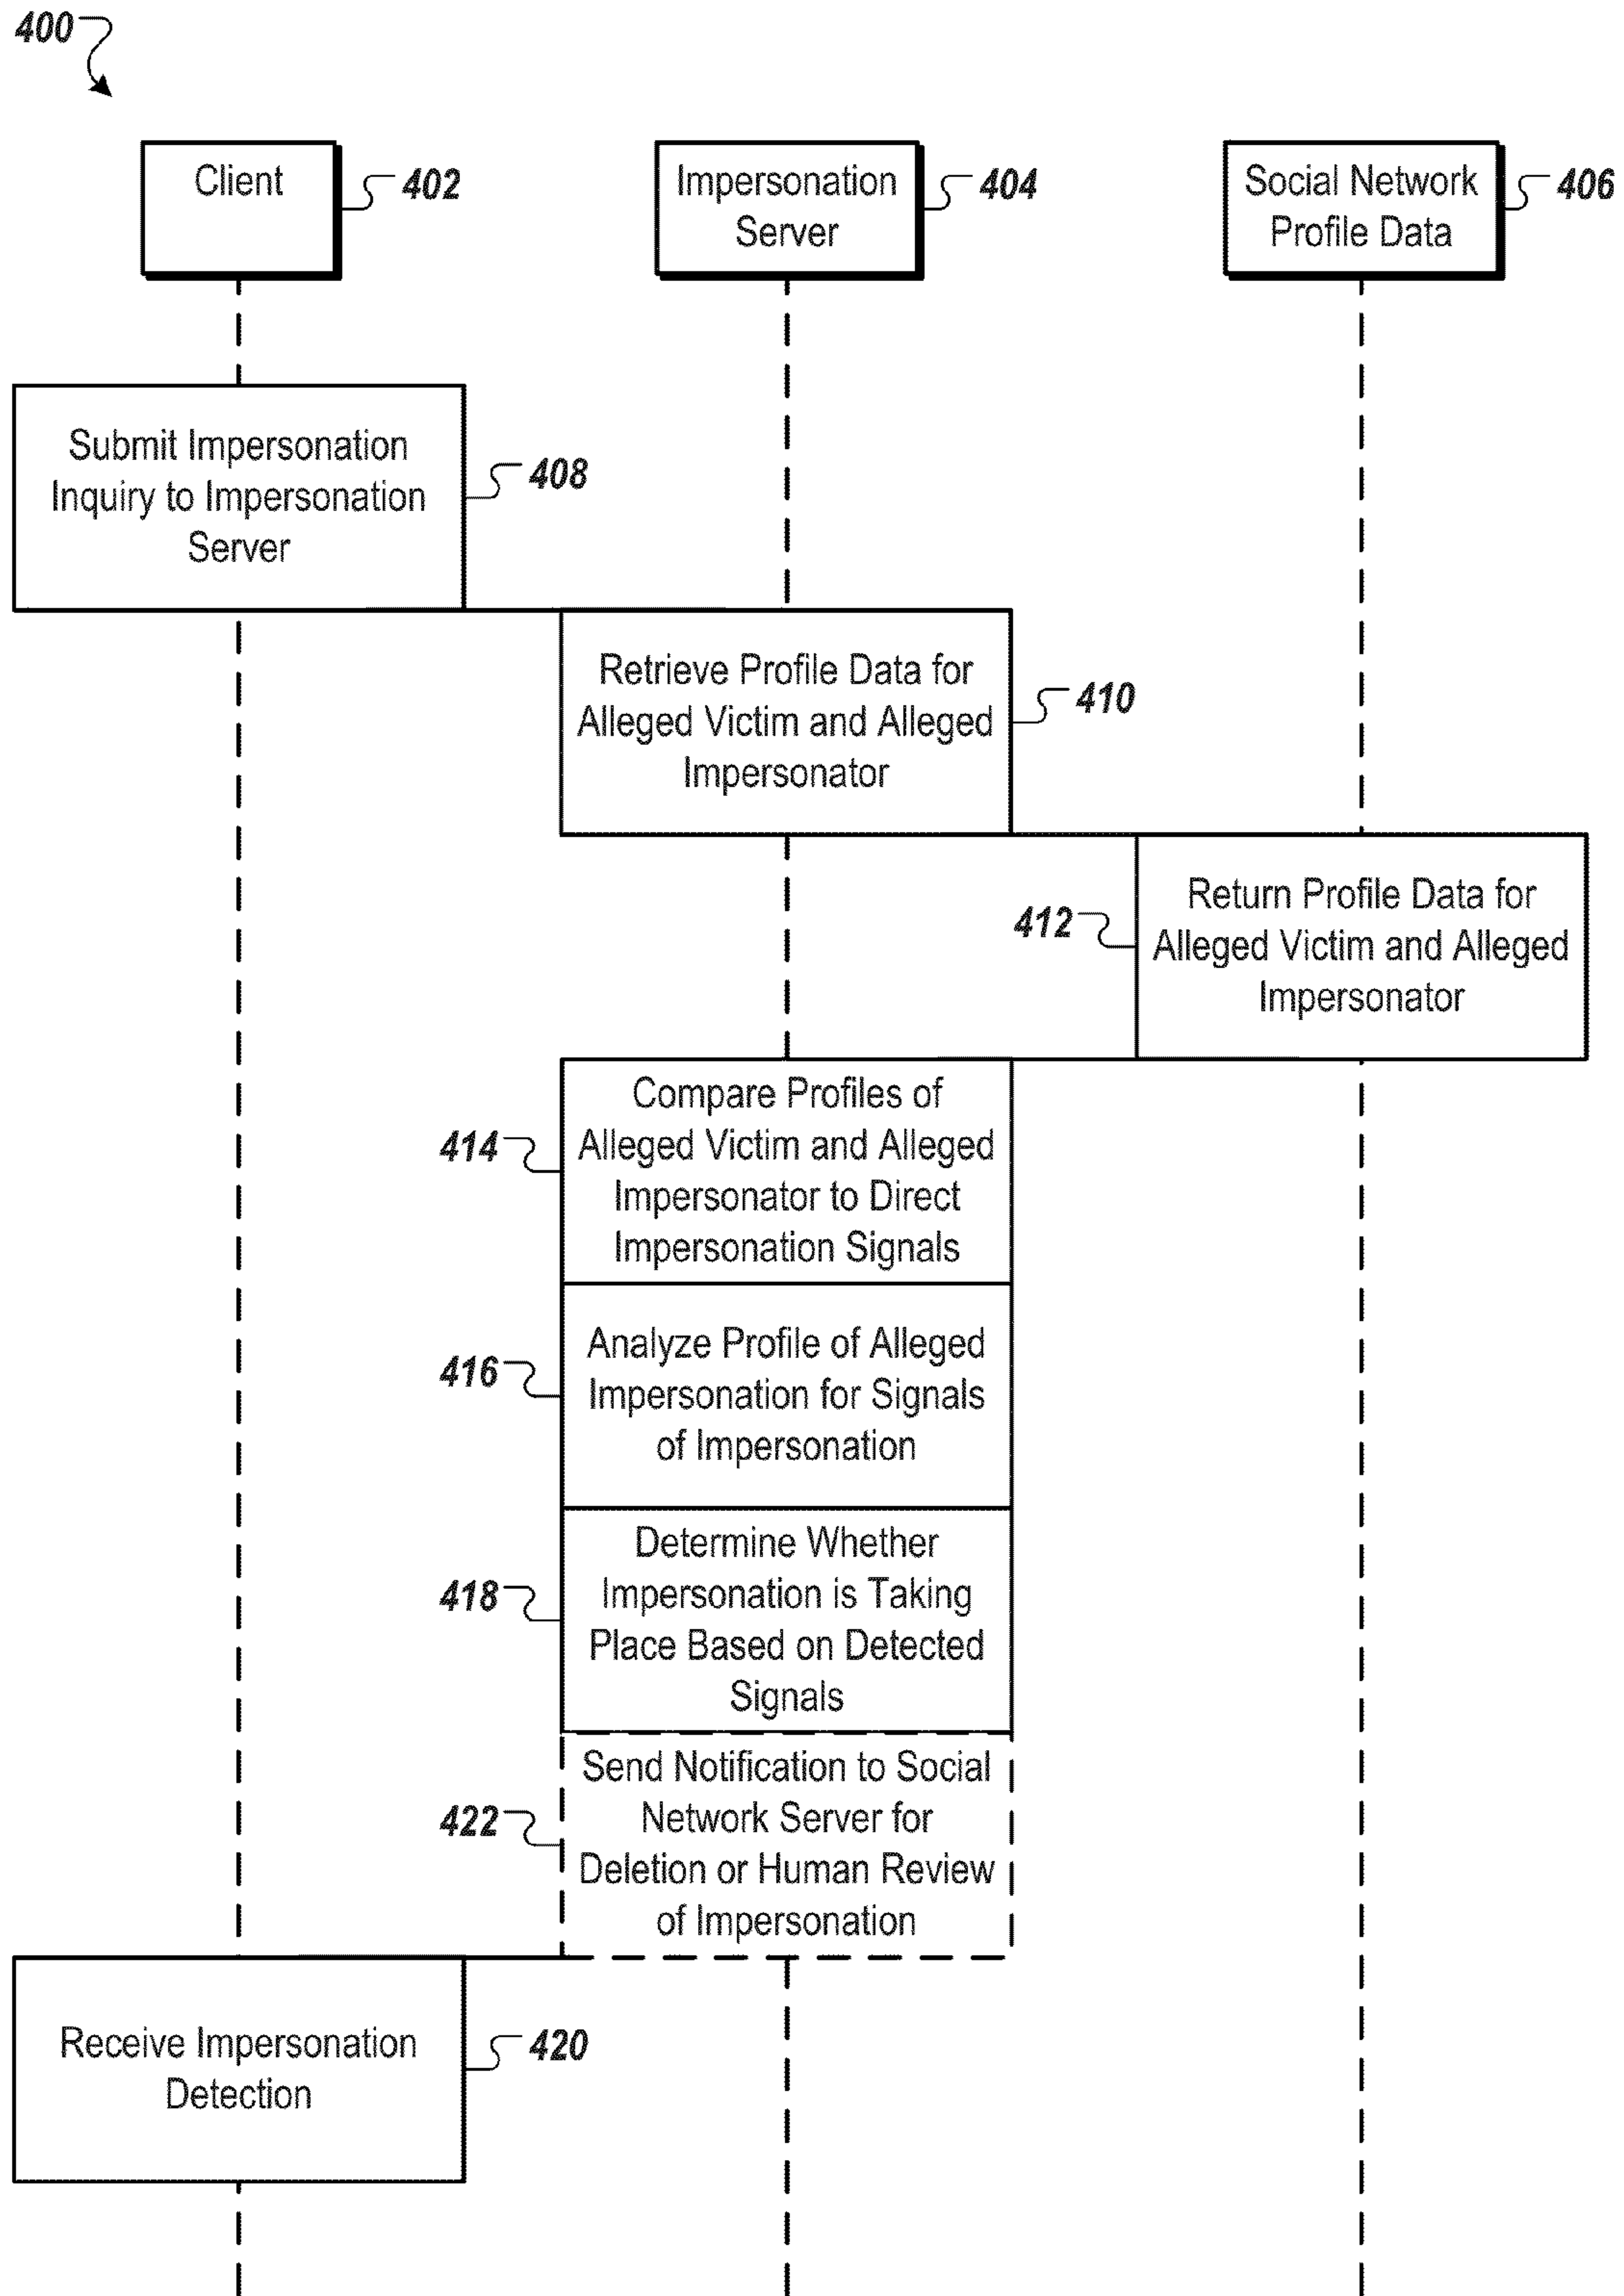 400
Client
402
Impersonation
Server
404
Social Network
Profile Data
406
Submit Impersonation
Inquiry to Impersonation
Server
408
Retrieve Profile Data for
Alleged Victim and Alleged
Impersonator
410
412
Return Profile Data for
Alleged Victim and Alleged
Impersonator
414
Compare Profiles of
Alleged Victim and Alleged
Impersonator to Direct
Impersonation Signals
416
Analyze Profile of Alleged
Impersonation for Signals
of Impersonation
418
Determine Whether
Impersonation is Taking
Place Based on Detected
Signals
422
Send Notification to Social
Network Server for
Deletion or Human Review
of Impersonation
Receive Impersonation
Detection
420